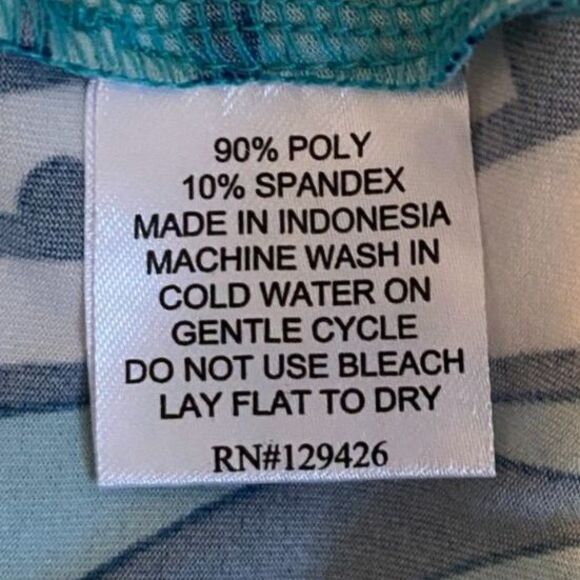 90% POLY
10% SPANDEX
MADE IN INDONESIA
MACHINE WASH IN
COLD WATER ON
GENTLE CYCLE
DO NOT USE BLEACH
LAY FLAT TO DRY
RN#129426